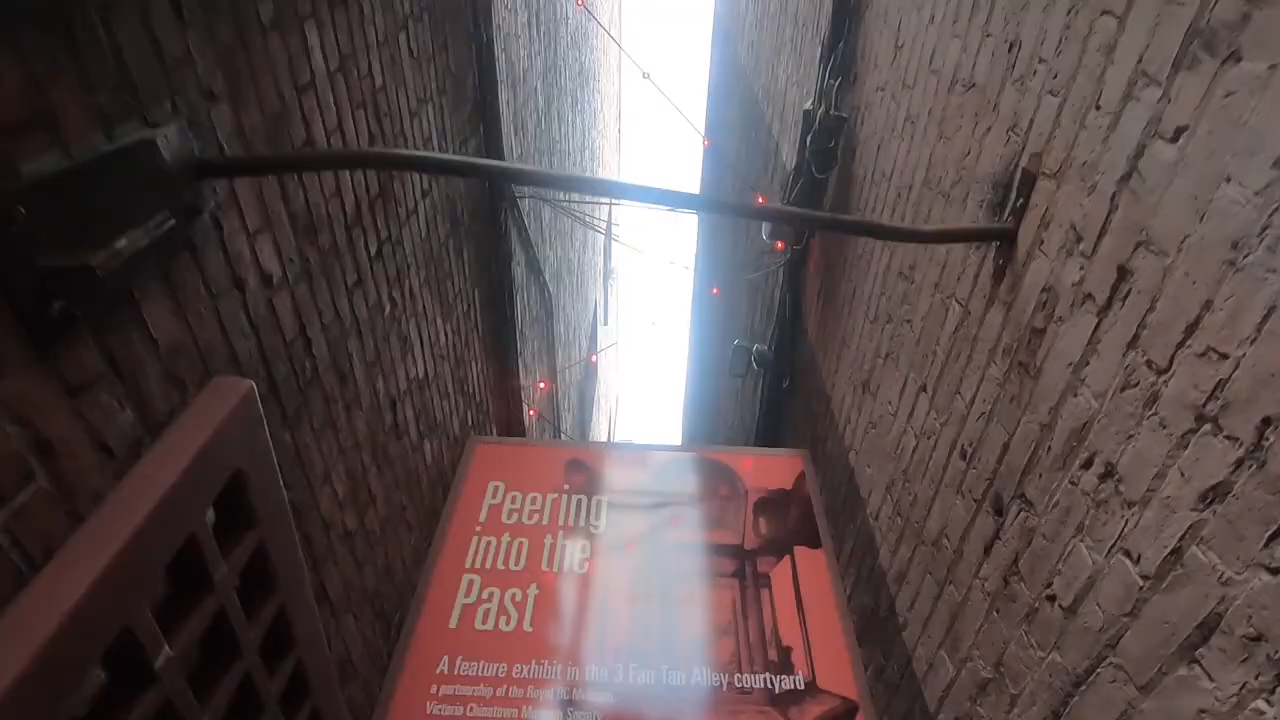 Peering
into the
Past
A feature exhibit in the 3 Fan Tan Alley courtyard
a partnership of the Royal BC Museum,
Victoria Chinatown Museum Society